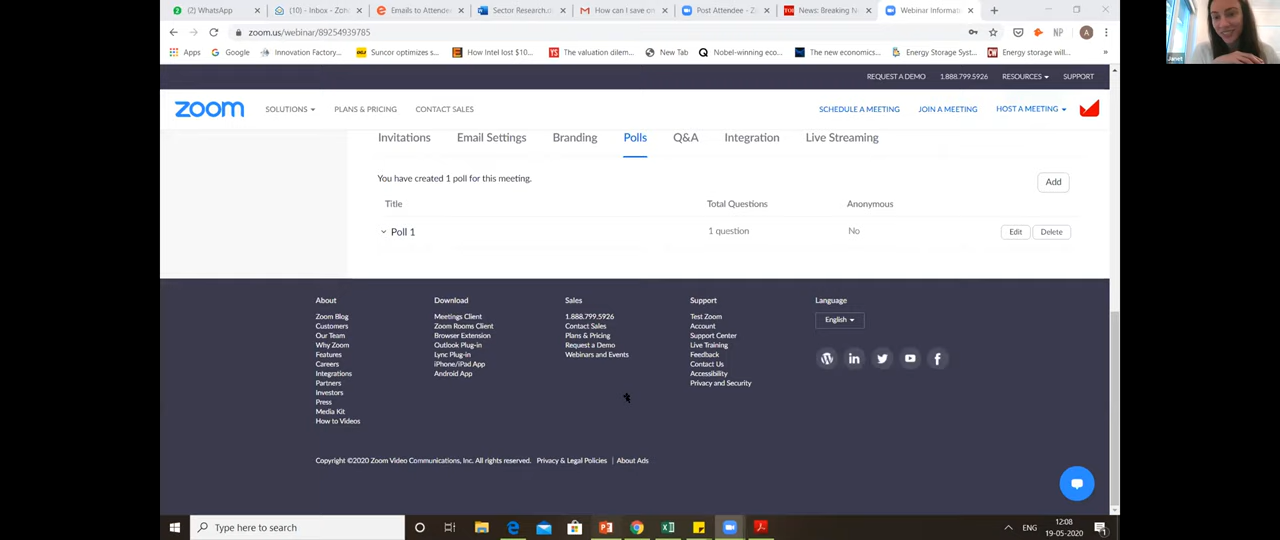 (2) WhatsApp
(10) - Inbox - Zoho
Emails to Attendee
Sector Research.d
How can I save on
Post Attendee - Zo
News: Breaking N
Webinar Informat
zoom.us/webinar/89254939785
Apps
Google
Innovation Factory...
Suncor optimizes s...
How Intel lost $10...
The valuation dilem...
New Tab
Nobel-winning eco...
The new economics...
Energy Storage Syst...
Energy storage will...
Janet
REQUEST A DEMO
1.888.799.5926
RESOURCES
SUPPORT
zoom
SOLUTIONS
PLANS & PRICING
CONTACT SALES
SCHEDULE A MEETING
JOIN A MEETING
HOST A MEETING
Invitations
Email Settings
Branding
Polls
Q&A
Integration
Live Streaming
You have created 1 poll for this meeting.
Add
Title
Total Questions
Anonymous
Poll 1
1 question
No
Edit
Delete
About
Zoom Blog
Customers
Our Team
Why Zoom
Features
Careers
Integrations
Partners
Investors
Press
Media Kit
How to Videos
Download
Meetings Client
Zoom Rooms Client
Browser Extension
Outlook Plug-in
Lync Plug-in
iPhone/iPad App
Android App
Sales
1.888.799.5926
Contact Sales
Plans & Pricing
Request a Demo
Webinars and Events
Support
Test Zoom
Account
Support Center
Live Training
Feedback
Contact Us
Accessibility
Privacy and Security
Language
English
Copyright ©2020 Zoom Video Communications, Inc. All rights reserved.
Privacy & Legal Policies
About Ads
Type here to search
ENG
12:08
19-05-2020